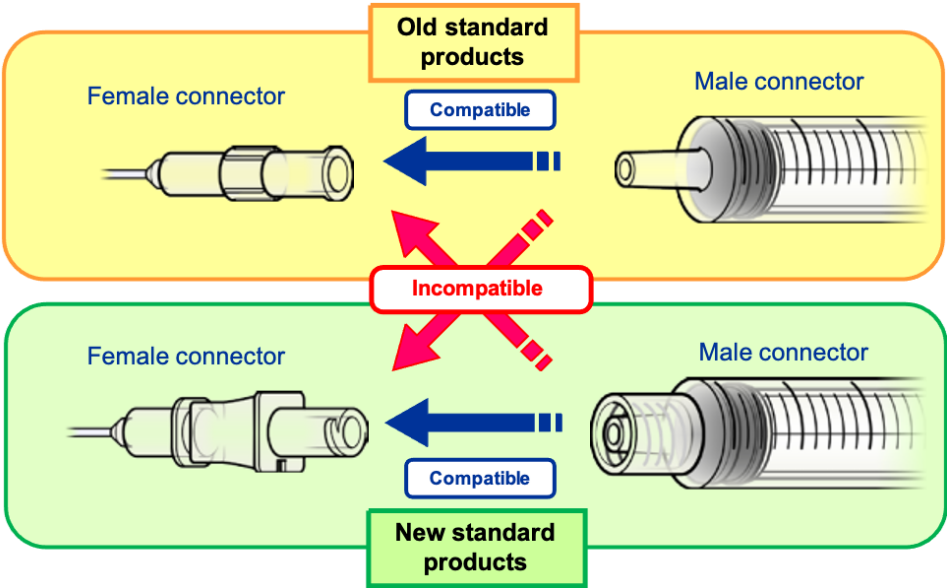 Old standard
products
Female connector
Compatible
Male connector
Incompatible
Female connector
Male connector
Compatible
New standard
products